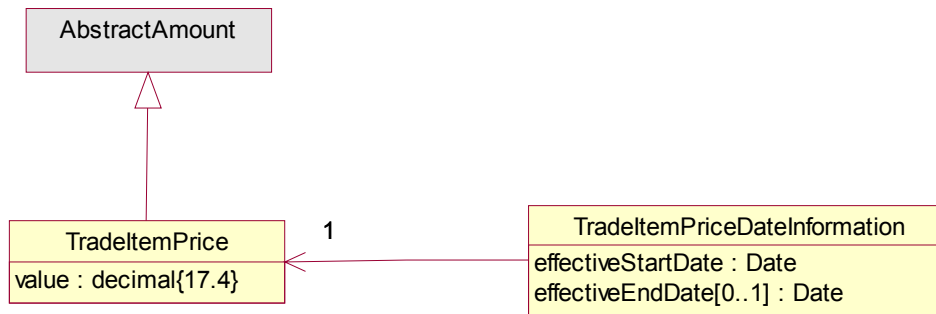 AbstractAmount
1
TradeItemPrice
value : decimal{17.4}
TradeItemPriceDateInformation
effectiveStartDate : Date
effectiveEndDate[0..1] : Date